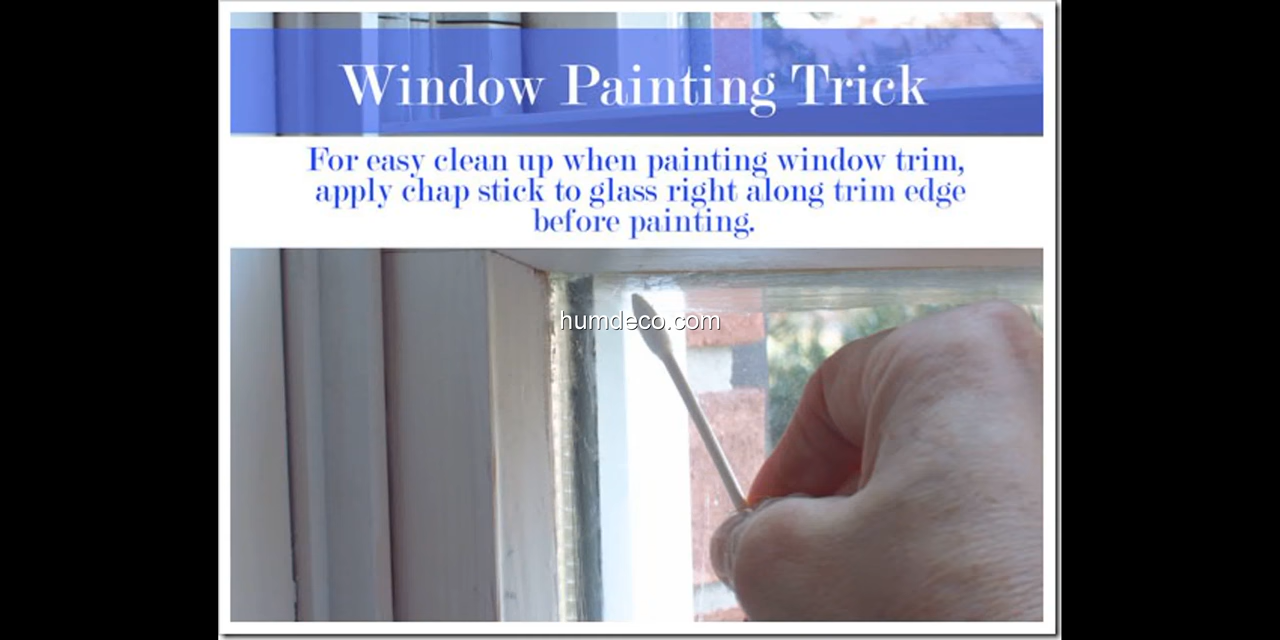 Window Painting Trick
For easy clean up when painting window trim,
apply chap stick to glass right along trim edge
before painting.
humdeco.com